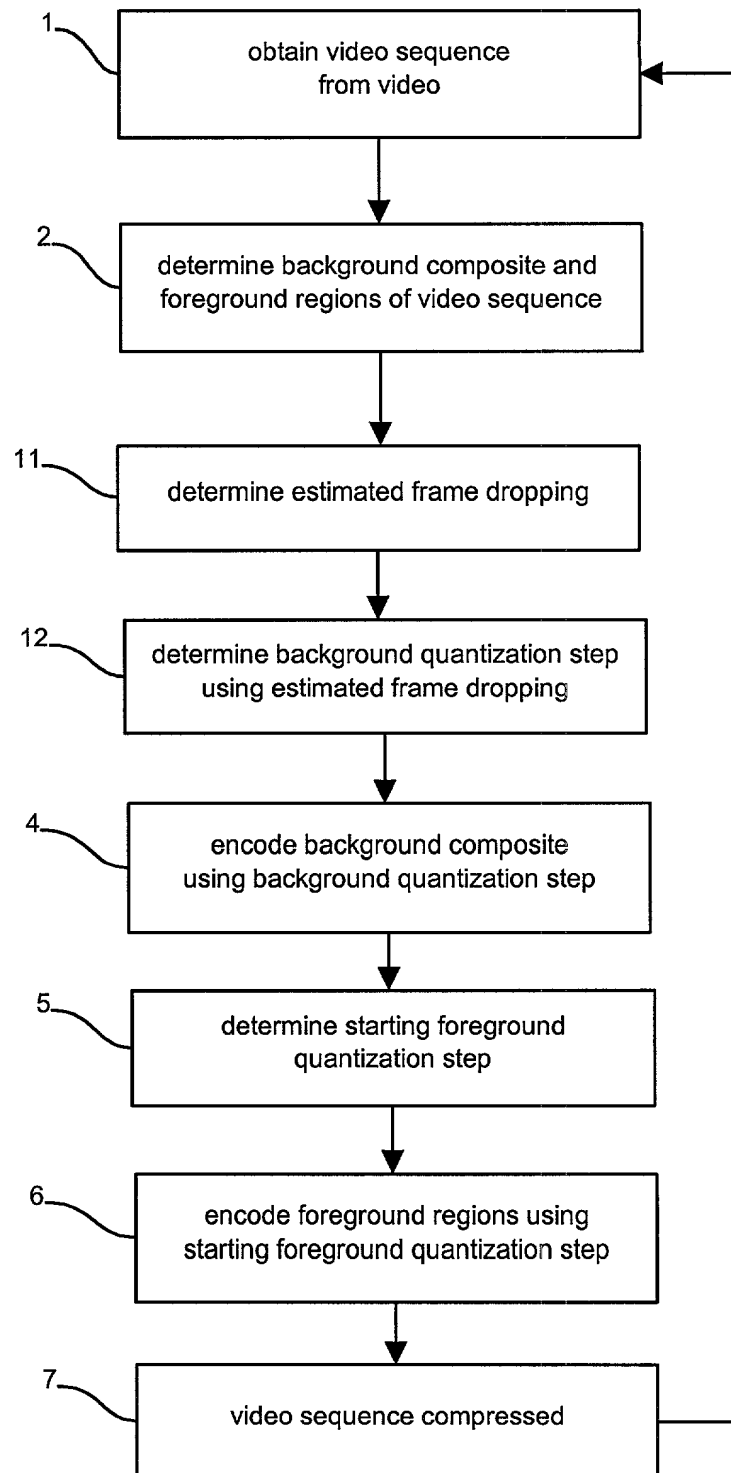 1
obtain video sequence
from video
2
determine background composite and
foreground regions of video sequence
11
determine estimated frame dropping
12
determine background quantization step
using estimated frame dropping
4
encode background composite
using background quantization step
5
determine starting foreground
quantization step
6
encode foreground regions using
starting foreground quantization step
7
video sequence compressed